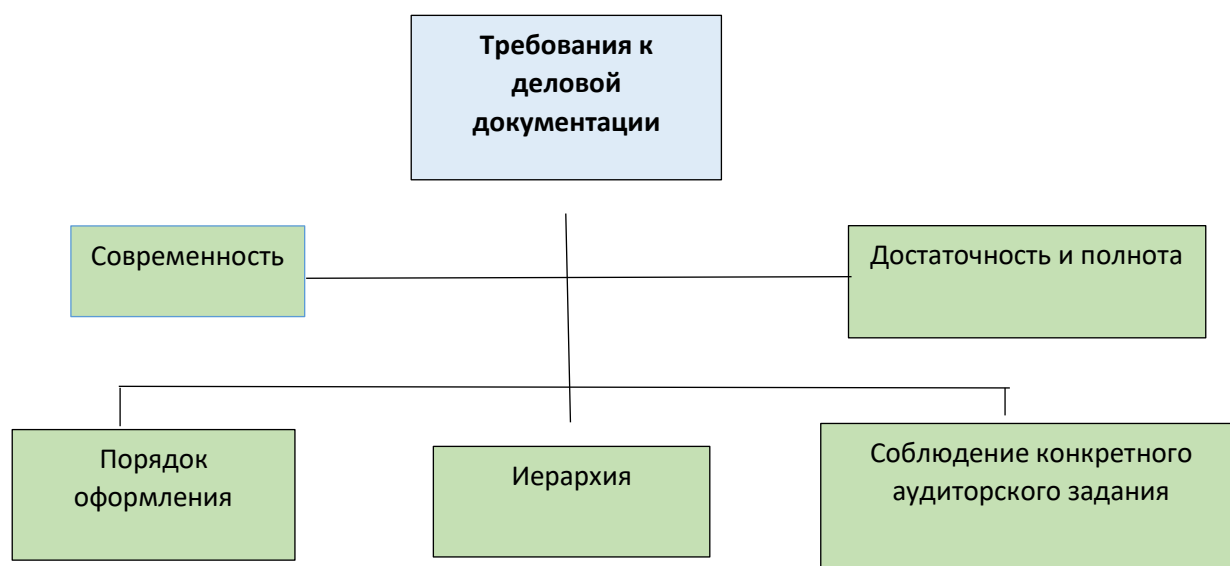 Требования к
деловой
документации
Современность
Достаточность и полнота
Порядок
оформления
Иерархия
Соблюдение конкретного
аудиторского задания